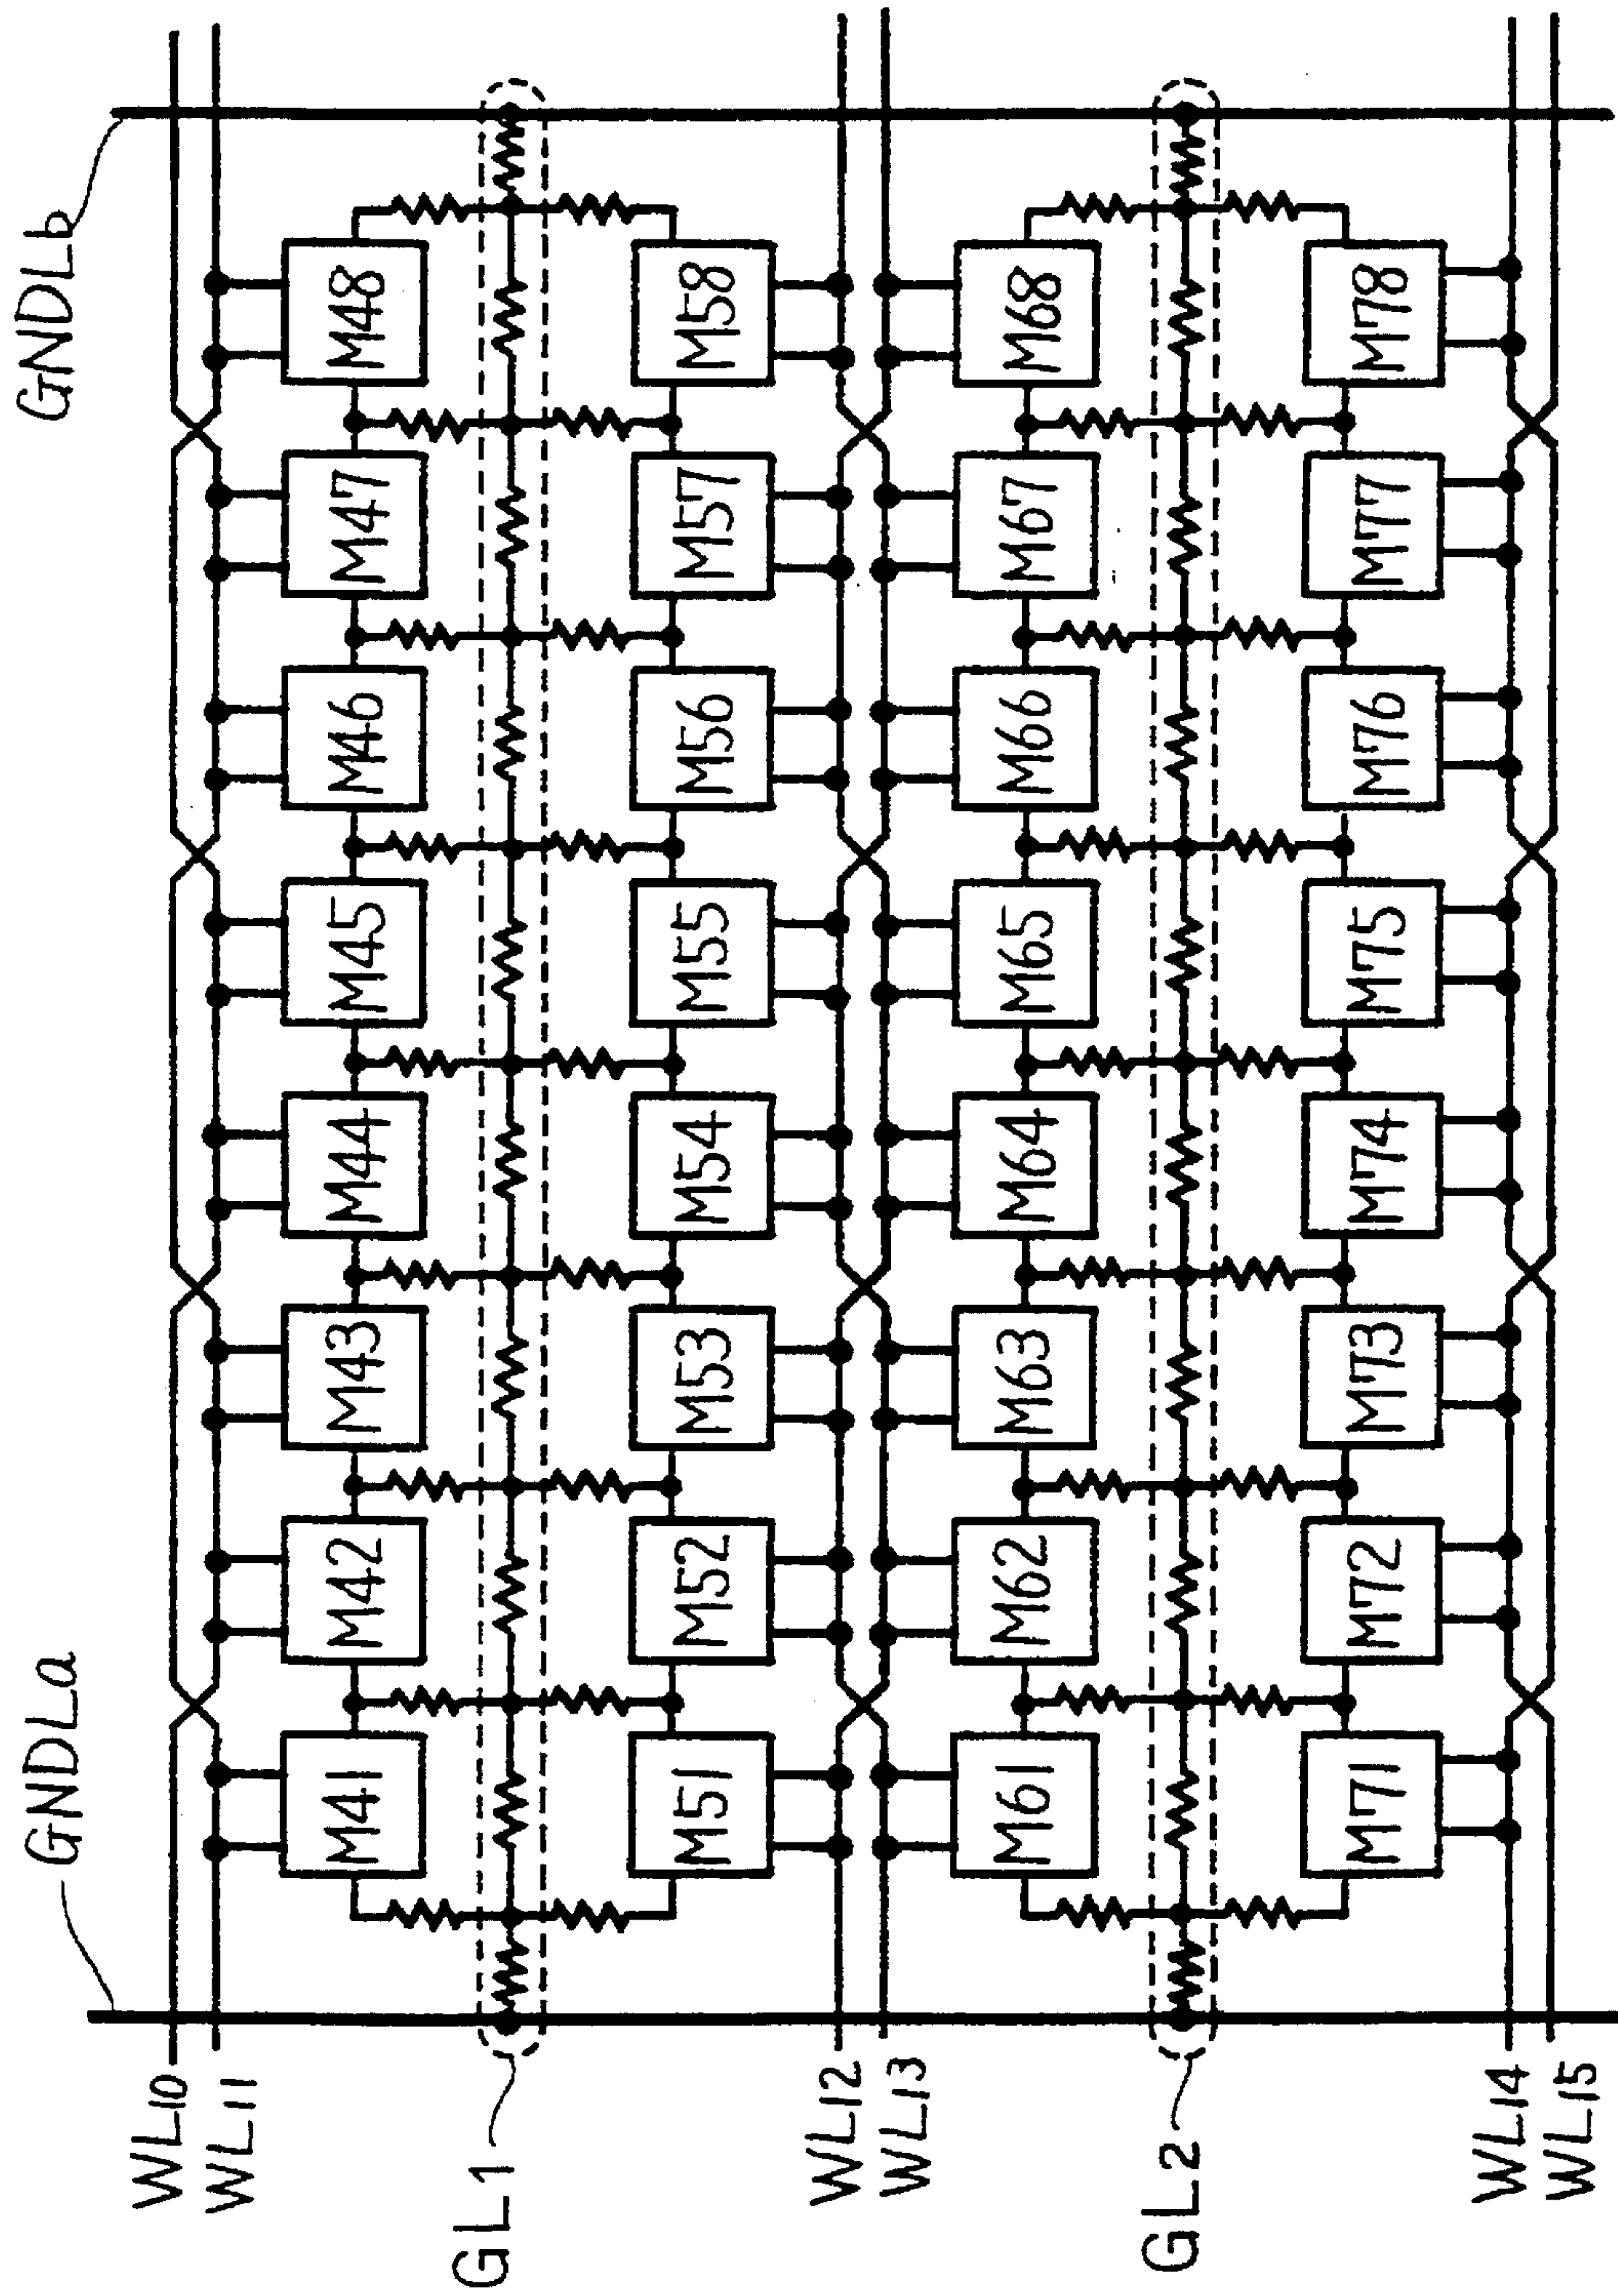 GNDLa
GNDLb
WL10
WL11
M41 M42 M43 M44 M45 M46 M47 M48
GL1
M51 M52 M53 M54 M55 M56 M57 M58
WL12
WL13
M61 M62 M63 M64 M65 M66 M67 M68
GL2
M71 M72 M73 M74 M75 M76 M77 M78
WL14
WL15